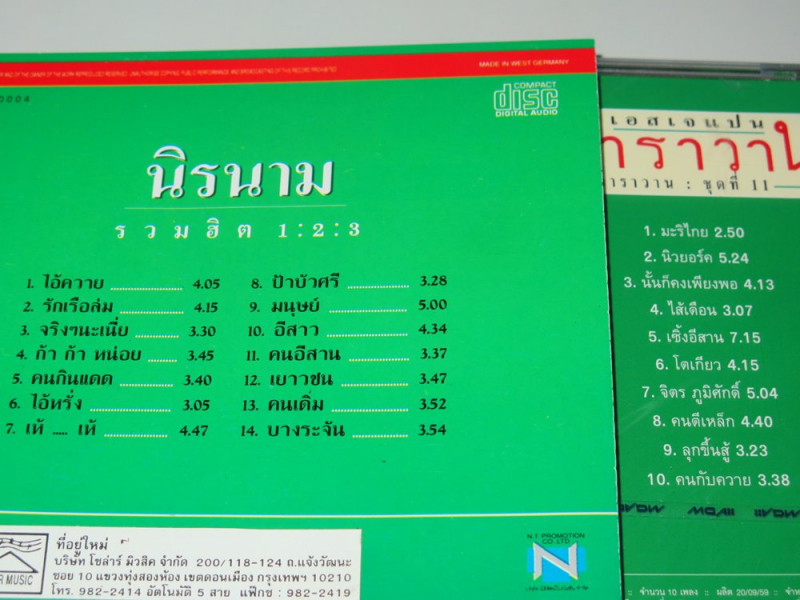 MADE IN WEST GERMANY
0004
COMPACT
disc
DIGITAL AUDIO
นิรนาม
รวมฮิต 1:2:3
1. ไอ้ควาย 4.05
2. รักเรือล่ม 4.15
3. จริงๆนะเนี่ย 3.30
4. ก้า ก้า หน่อย 3.45
5. คนกินแดด 3.40
6. ไอ้หรั่ง 3.05
7. เห้ ..... เห้ 4.47
8. ป้าบัวศรี 3.28
9. มนุษย์ 5.00
10. อีสาว 4.34
11. คนอีสาน 3.37
12. เยาวชน 3.47
13. คนเดิ่ม 3.52
14. บางระจัน 3.54
ที่อยู่ใหม่
บริษัท โซล่าร์ มิวสิค จำกัด 200/118-124 ถ.แจ้งวัฒนะ
ซอย 10 แขวงทุ่งสองห้อง เขตดอนเมือง กรุงเทพฯ 10210
โทร. 982-2414 อัตโนมัติ 5 สาย แฟ็กซ์ : 982-2419
R MUSIC
N.T PROMOTION
CO.LTD
N
เอสเจแปน
าราวาน
าราวาน : ชุดที่ 11
1. มะริไกย 2.50
2. นิวยอร์ค 5.24
3. นั้นก็คงเพียงพอ 4.13
4. ไส้เดือน 3.07
5. เซิ้งอีสาน 7.15
6. โตเกียว 4.15
7. จิตร ภูมิศักดิ์ 5.04
8. คนตีเหล็ก 4.40
9. ลุกขึ้นสู้ 3.23
10. คนกับควาย 3.38
:: จำนวน 10 เพลง :: ผลิต 20/09/59 :: จำห